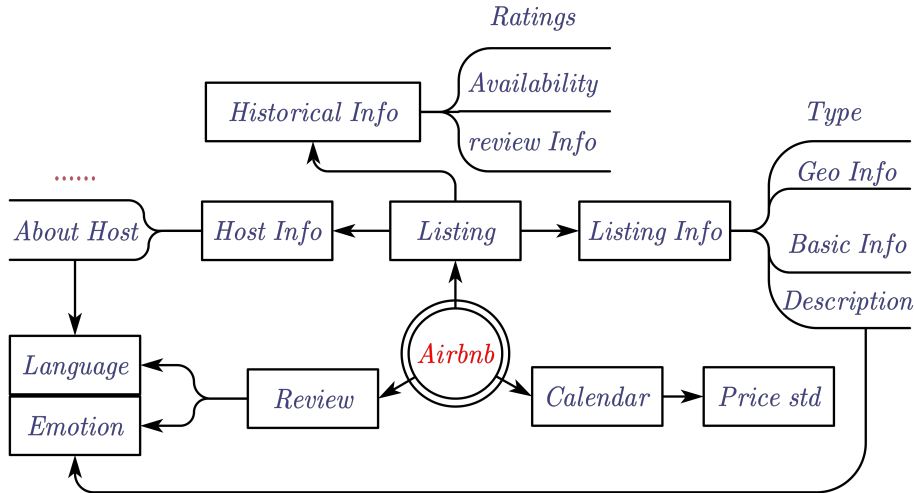 Ratings
Availability
review Info
Historical Info
Type
Geo Info
Basic Info
Description
......
About Host
Host Info
Listing
Listing Info
Airbnb
Language
Emotion
Review
Calendar
Price std